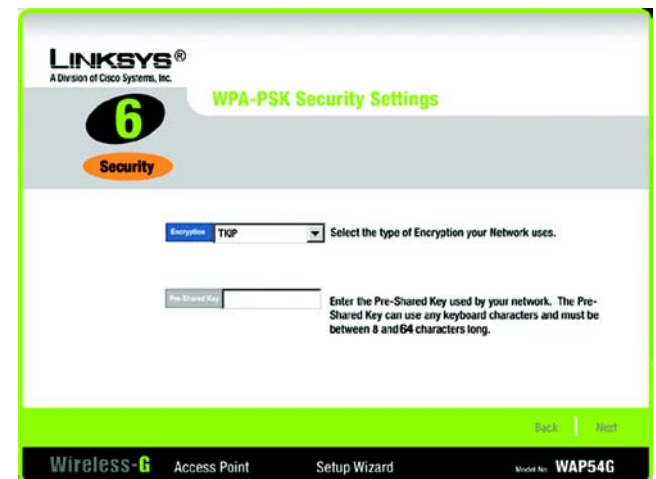 LINKSYS®
A Division of Cisco Systems, Inc.
WPA-PSK Security Settings
6
Security
Encryption TKIP Select the type of Encryption your Network uses.
Pre-Shared Key Enter the Pre-Shared Key used by your network. The Pre-
Shared Key can use any keyboard characters and must be
between 8 and 64 characters long.
Back Next
Wireless-G Access Point Setup Wizard Model No. WAP54G